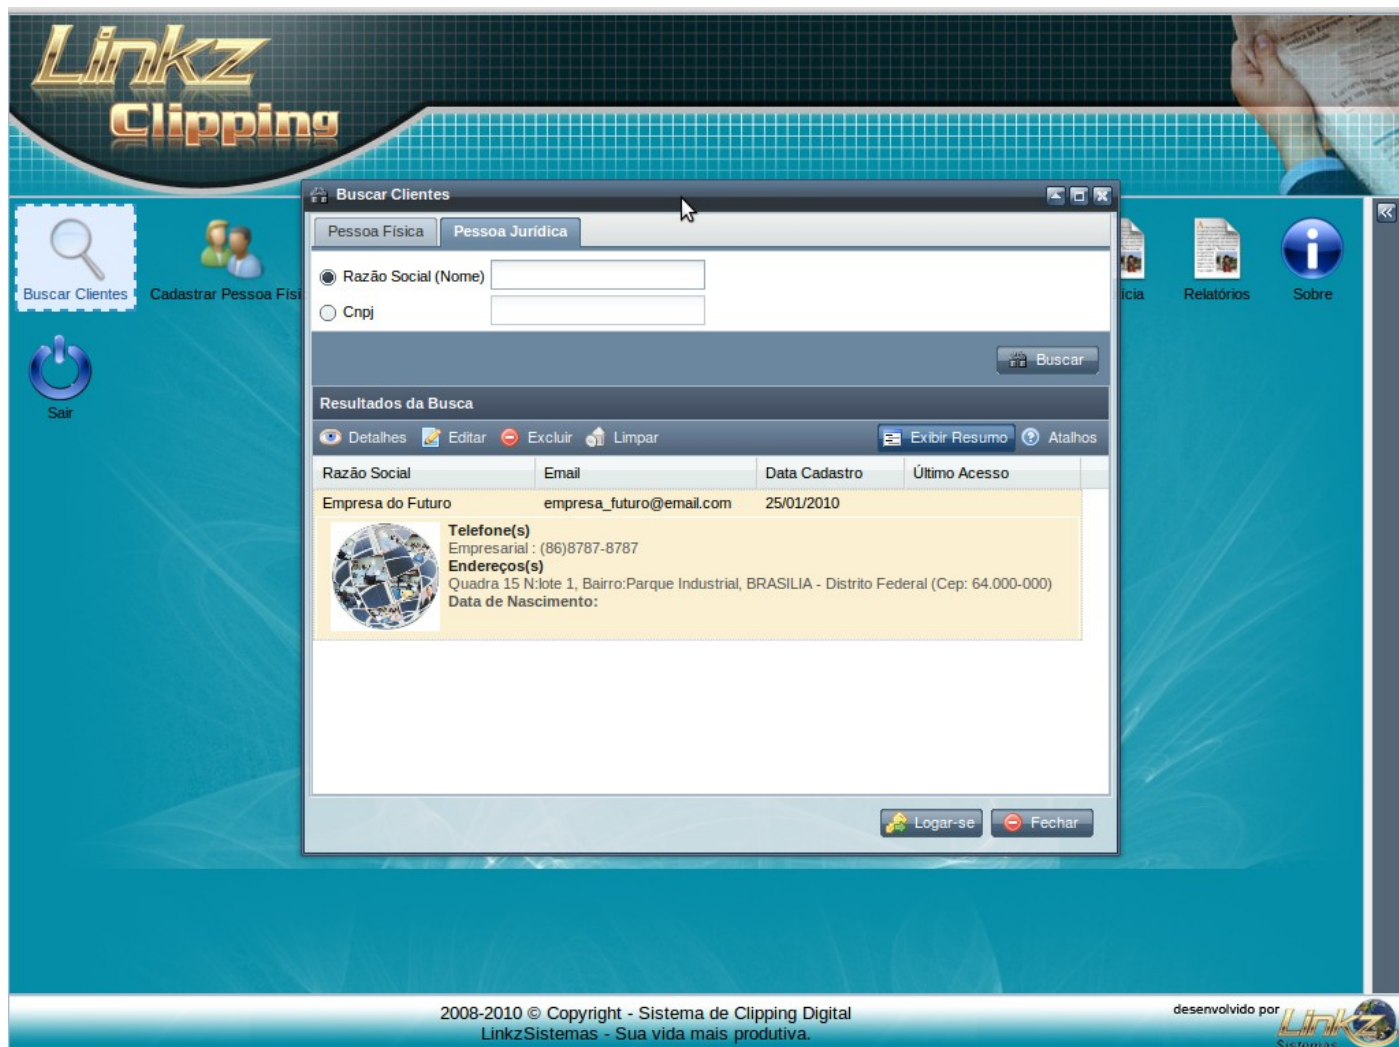 Linkz
Clipping
Buscar Clientes
Pessoa Física
Pessoa Jurídica
Razão Social (Nome)
Cnpj
Buscar
Resultados da Busca
Detalhes Editar Excluir Limpar Exibir Resumo Atalhos
Razão Social Email Data Cadastro Último Acesso
Empresa do Futuro empresa_futuro@email.com 25/01/2010
Telefone(s)
Empresarial : (86)8787-8787
Endereços(s)
Quadra 15 N:lote 1, Bairro:Parque Industrial, BRASILIA - Distrito Federal (Cep: 64.000-000)
Data de Nascimento:
Logar-se Fechar
Buscar Clientes
Cadastrar Pessoa Físi
ícia
Relatórios
Sobre
Sair
2008-2010 © Copyright - Sistema de Clipping Digital
LinkzSistemas - Sua vida mais produtiva.
desenvolvido por
Linkz
Sistemas